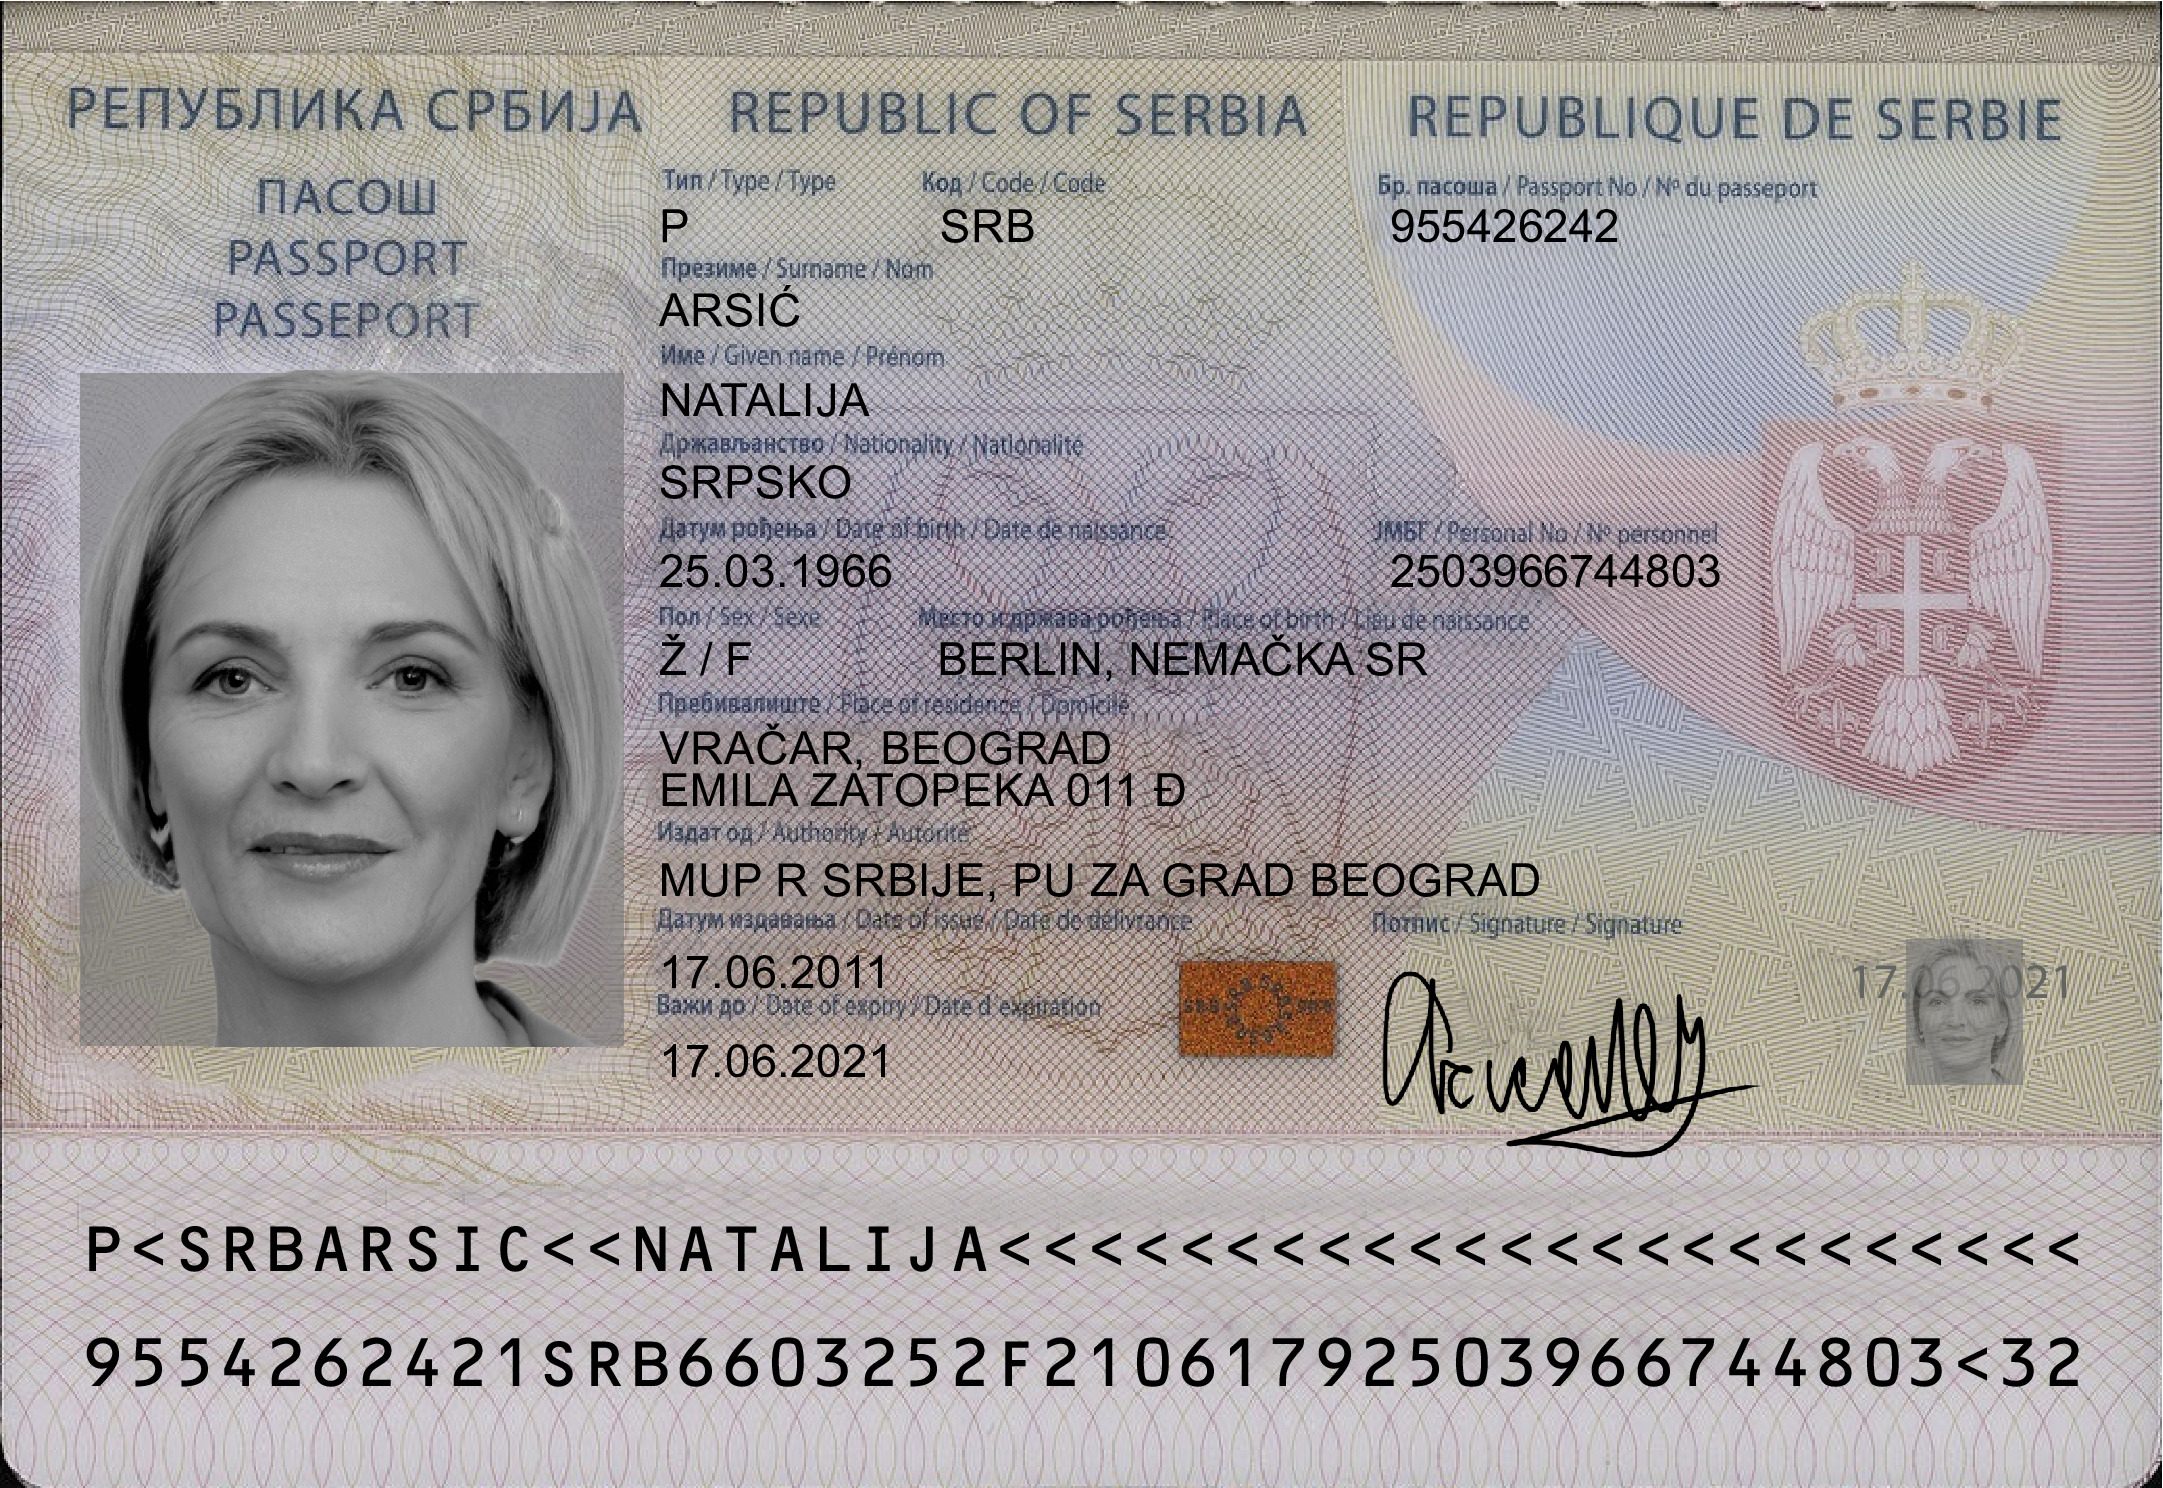 РЕПУБЛИКА СРБИЈА REPUBLIC OF SERBIA REPUBLIQUE DE SERBIE
ПАСОШ
PASSPORT
PASSEPORT
Тип / Type / Type Код / Code / Code Бр. пасоша / Passport No / Nº du passeport
P SRB 955426242
Презиме / Surname / Nom
ARSIĆ
Име / Given name / Prénom
NATALIJA
Држављанство / Nationality / Nationalité
SRPSKO
Датум рођења / Date of birth / Date de naissance ЈМБГ / Personal No / Nº personnel
25.03.1966 2503966744803
Пол / Sex / Sexe Место и држава рођења / Place of birth / Lieu de naissance
Ž / F BERLIN, NEMAČKA SR
Пребивалиште / Place of residence / Domicile
VRAČAR, BEOGRAD
EMILA ZATOPEKA 011 Đ
Издат од / Authority / Autorité
MUP R SRBIJE, PU ZA GRAD BEOGRAD
Датум издавања / Date of issue / Date de délivrance Потпис / Signature / Signature
17.06.2011
17.06.2021
Важи до / Date of expiry / Date d expiration
17.06.2021
P<SRBARSIC<<NATALIJA<<<<<<<<<<<<<<<<<<<<<<<<
9554262421SRB6603252F21061792503966744803<32